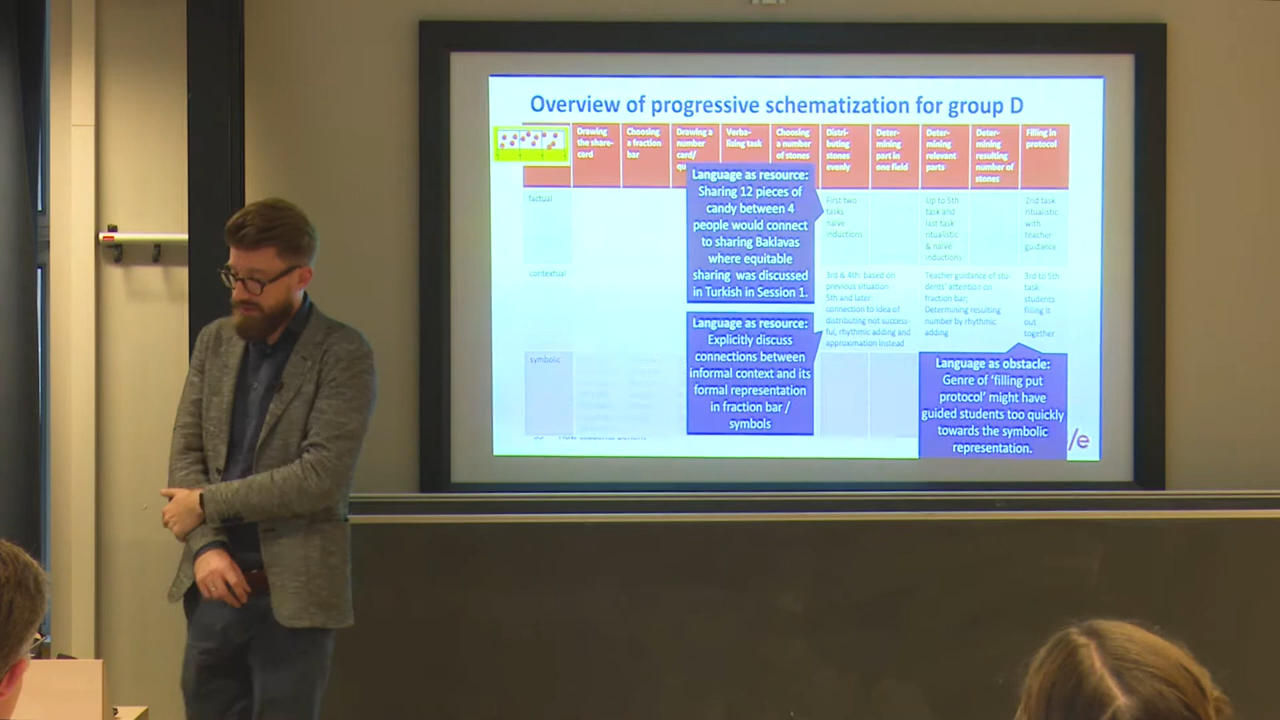 Overview of progressive schematization for group D
Drawing
the share-
card
Choosing
a fraction
bar
Drawing a
number
card/
Verba-
lizing task
Choosing
a number
of stones
Distri-
buting
stones
evenly
Deter-
mining
part in
one field
Deter-
mining
relevant
parts
Deter-
mining
resulting
number of
stones
Filling in
protocol
factual
First two
tasks
naïve
inductions
Up to 5th
task and
last task
ritualistic
& naïve
inductions
2nd task
ritualistic
with
teacher
guidance
contextual
3rd & 4th: based on
previous situation
5th and later:
connection to idea of
distributing not success-
ful, rhythmic adding and
approximation instead
Teacher guidance of stu-
dents' attention on
fraction bar;
Determining resulting
number by rhythmic
adding
3rd to 5th
task:
students
filling it
out
together
symbolic
Language as resource:
Sharing 12 pieces of
candy between 4
people would connect
to sharing Baklavas
where equitable
sharing was discussed
in Turkish in Session 1.
Language as resource:
Explicitly discuss
connections between
informal context and its
formal representation
in fraction bar /
symbols
Language as obstacle:
Genre of 'filling put
protocol' might have
guided students too quickly
towards the symbolic
representation.
/e